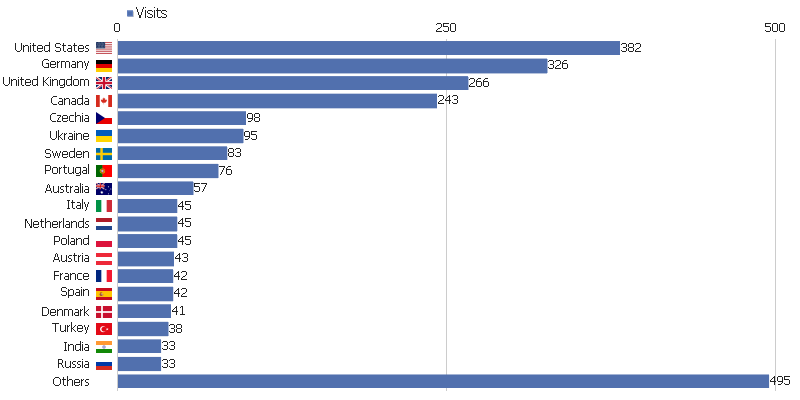 Visits
0 250 500
United States 382
Germany 326
United Kingdom 266
Canada 243
Czechia 98
Ukraine 95
Sweden 83
Portugal 76
Australia 57
Italy 45
Netherlands 45
Poland 45
Austria 43
France 42
Spain 42
Denmark 41
Turkey 38
India 33
Russia 33
Others 495